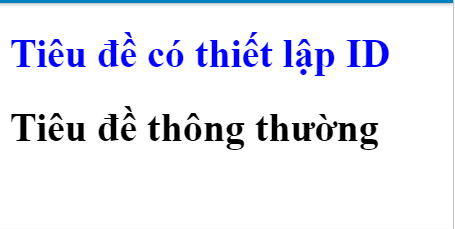 Tiêu đề có thiết lập ID
Tiêu đề thông thường